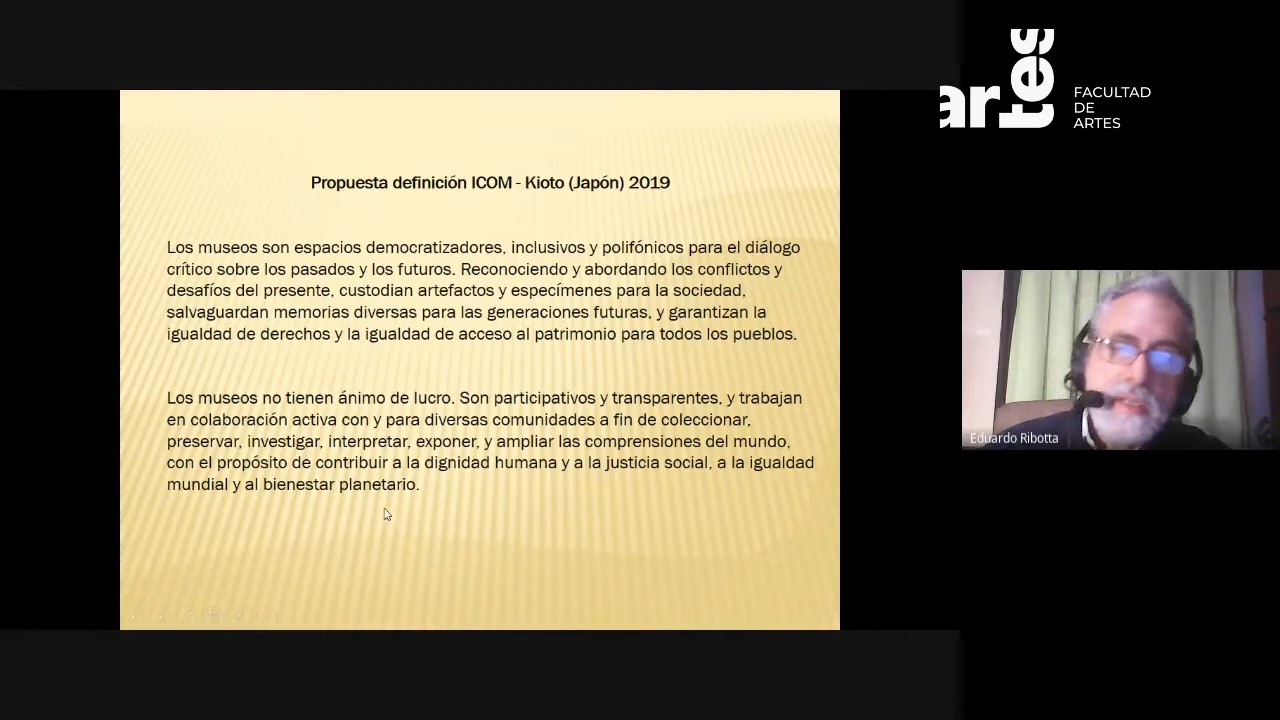 artes
FACULTAD
DE
ARTES
Propuesta definición ICOM - Kioto (Japón) 2019
Los museos son espacios democratizadores, inclusivos y polifónicos para el diálogo
crítico sobre los pasados y los futuros. Reconociendo y abordando los conflictos y
desafíos del presente, custodian artefactos y especímenes para la sociedad,
salvaguardan memorias diversas para las generaciones futuras, y garantizan la
igualdad de derechos y la igualdad de acceso al patrimonio para todos los pueblos.
Los museos no tienen ánimo de lucro. Son participativos y transparentes, y trabajan
en colaboración activa con y para diversas comunidades a fin de coleccionar,
preservar, investigar, interpretar, exponer, y ampliar las comprensiones del mundo,
con el propósito de contribuir a la dignidad humana y a la justicia social, a la igualdad
mundial y al bienestar planetario.
Eduardo Ribotta